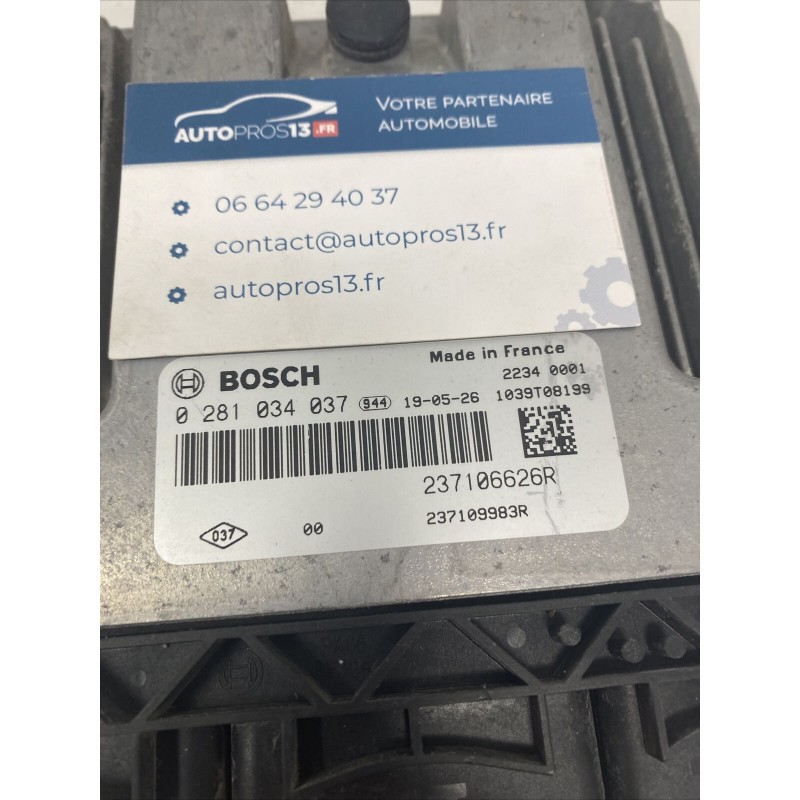 AUTOPROS13.FR
VOTRE PARTENAIRE
AUTOMOBILE
06 64 29 40 37
contact@autopros13.fr
autopros13.fr
BOSCH
Made in France
2234 0001
0 281 034 037 944 19-05-26 1039T08199
237106626R
037 00 237109983R